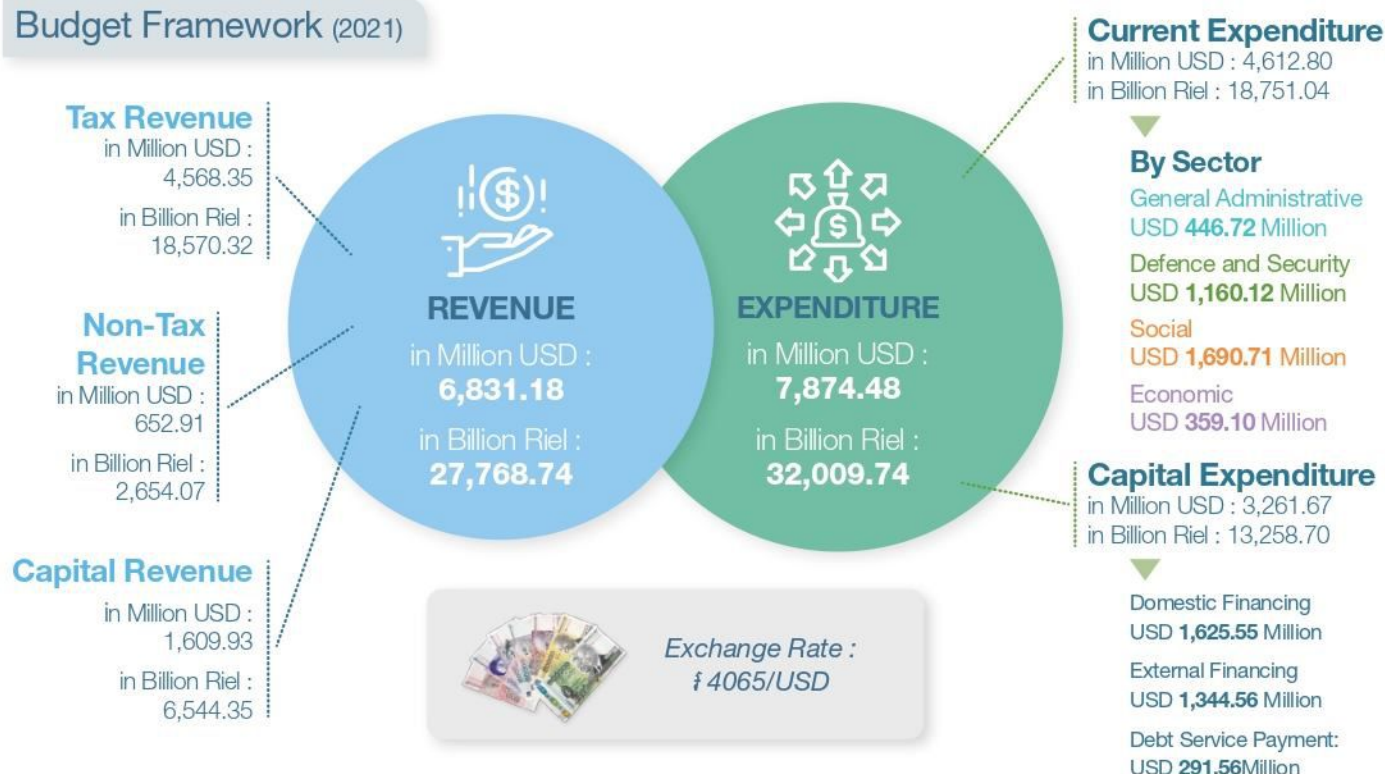 Budget Framework (2021)
Tax Revenue
in Million USD :
4,568.35
in Billion Riel :
18,570.32
Non-Tax
Revenue
in Million USD :
652.91
in Billion Riel :
2,654.07
Capital Revenue
in Million USD :
1,609.93
in Billion Riel :
6,544.35
REVENUE
in Million USD :
6,831.18
in Billion Riel :
27,768.74
EXPENDITURE
in Million USD :
7,874.48
in Billion Riel :
32,009.74
Exchange Rate :
៛ 4065/USD
Current Expenditure
in Million USD : 4,612.80
in Billion Riel : 18,751.04
By Sector
General Administrative
USD 446.72 Million
Defence and Security
USD 1,160.12 Million
Social
USD 1,690.71 Million
Economic
USD 359.10 Million
Capital Expenditure
in Million USD : 3,261.67
in Billion Riel : 13,258.70
Domestic Financing
USD 1,625.55 Million
External Financing
USD 1,344.56 Million
Debt Service Payment:
USD 291.56Million